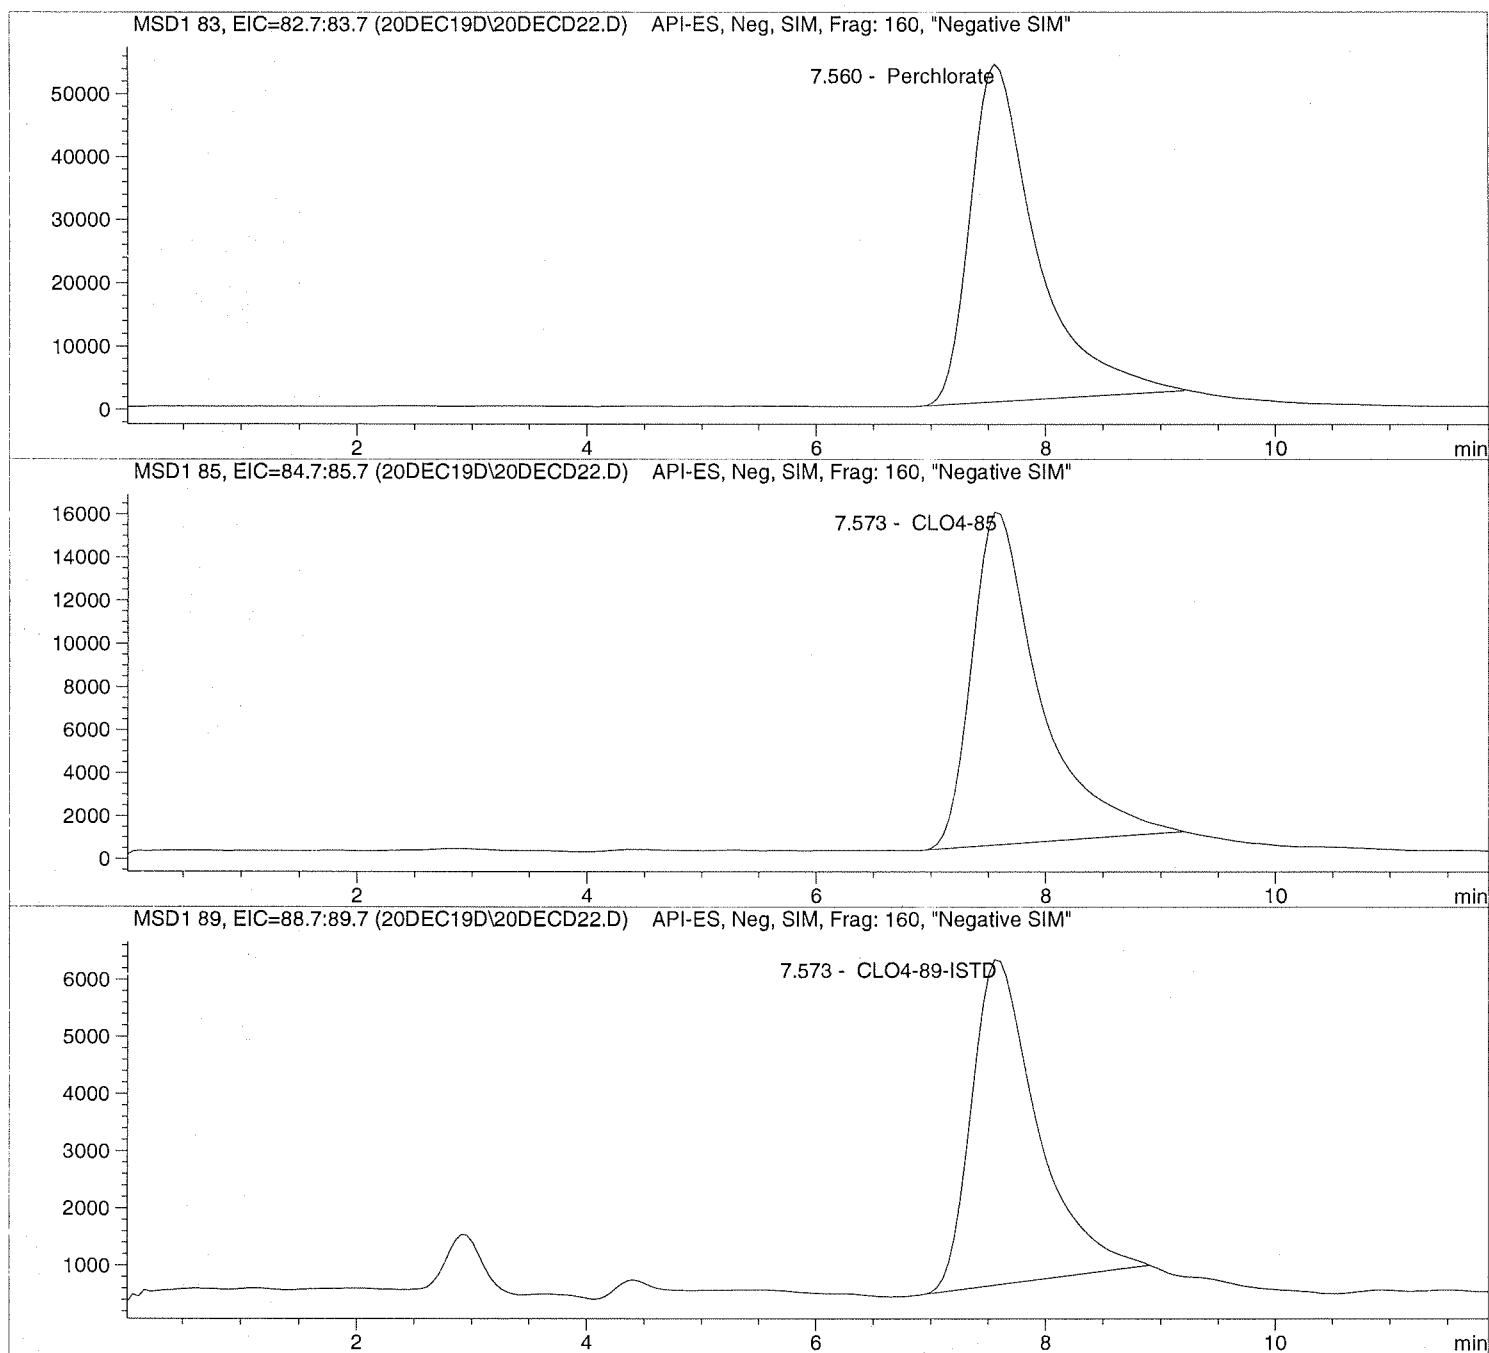 MSD1 83, EIC=82.7:83.7 (20DEC19D\20DECD22.D) API-ES, Neg, SIM, Frag: 160, "Negative SIM"
7.560 - Perchlorate
50000
40000
30000
20000
10000
0
2 4 6 8 10 min
MSD1 85, EIC=84.7:85.7 (20DEC19D\20DECD22.D) API-ES, Neg, SIM, Frag: 160, "Negative SIM"
16000
7.573 - CLO4-85
14000
12000
10000
8000
6000
4000
2000
0
2 4 6 8 10 min
MSD1 89, EIC=88.7:89.7 (20DEC19D\20DECD22.D) API-ES, Neg, SIM, Frag: 160, "Negative SIM"
7.573 - CLO4-89-ISTD
6000
5000
4000
3000
2000
1000
2 4 6 8 10 min